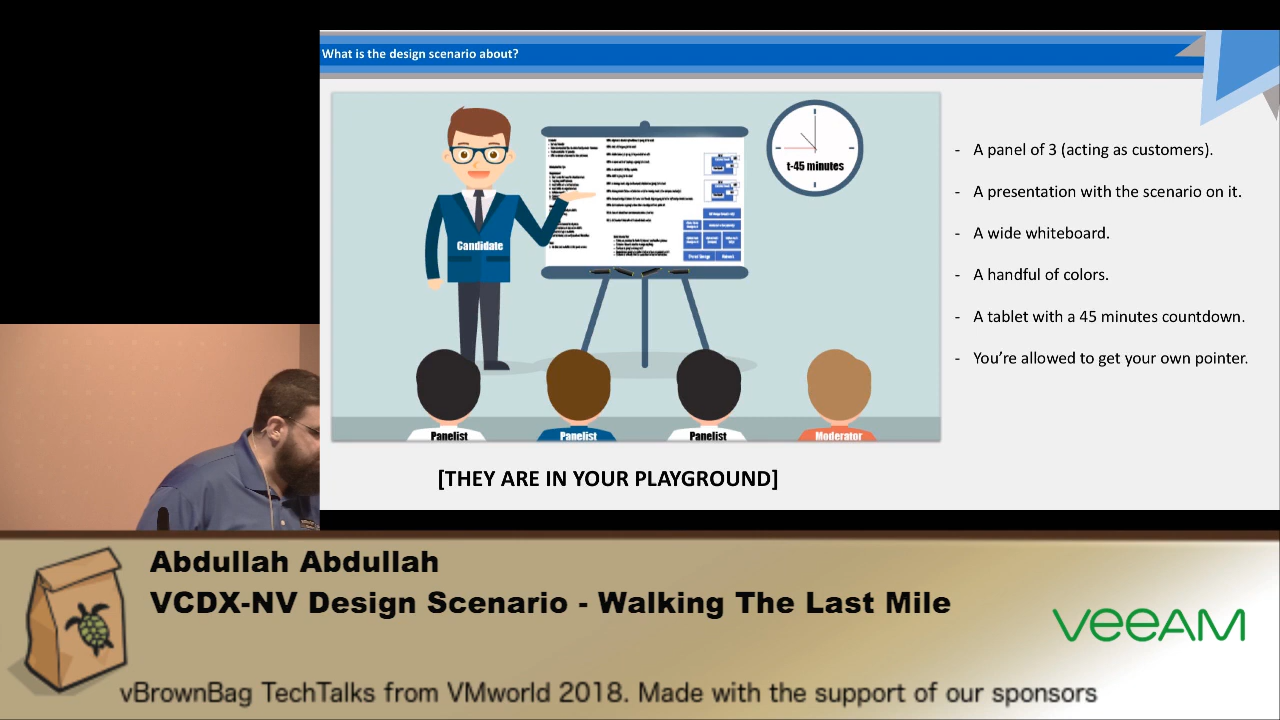 What is the design scenario about?
Candidate
t-45 minutes
Panelist
Panelist
Panelist
Moderator
[THEY ARE IN YOUR PLAYGROUND]
- A panel of 3 (acting as customers).
- A presentation with the scenario on it.
- A wide whiteboard.
- A handful of colors.
- A tablet with a 45 minutes countdown.
- You’re allowed to get your own pointer.
Abdullah Abdullah
VCDX-NV Design Scenario - Walking The Last Mile
veeam
vBrownBag TechTalks from VMworld 2018. Made with the support of our sponsors